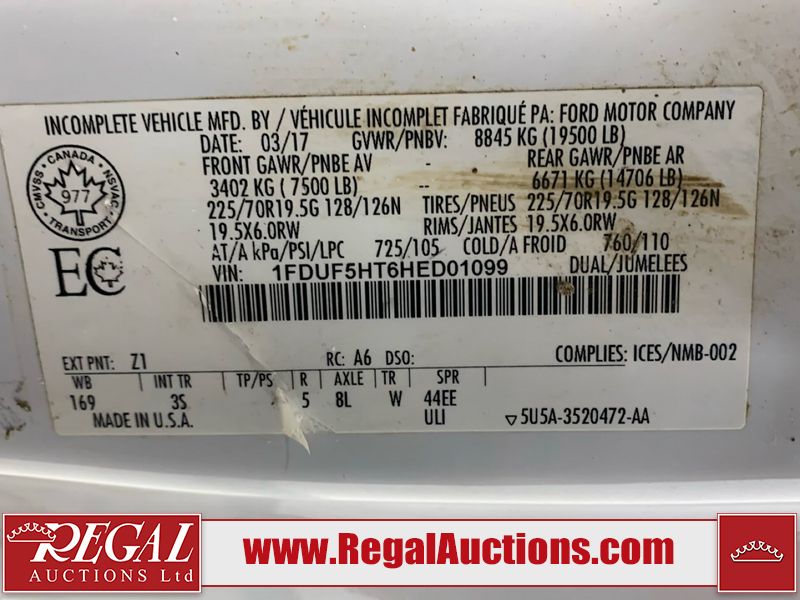 INCOMPLETE VEHICLE MFD. BY / VÉHICULE INCOMPLET FABRIQUÉ PA: FORD MOTOR COMPANY
DATE: 03/17 GVWR/PNBV: 8845 KG (19500 LB)
FRONT GAWR/PNBE AV - REAR GAWR/PNBE AR
3402 KG ( 7500 LB) -- 6671 KG (14706 LB)
225/70R19.5G 128/126N TIRES/PNEUS 225/70R19.5G 128/126N
19.5X6.0RW RIMS/JANTES 19.5X6.0RW
AT/A kPa/PSI/LPC 725/105 COLD/A FROID 760/110
VIN: 1FDUF5HT6HED01099 DUAL/JUMELEES
CANADA
CMVSS NSVAC
977
TRANSPORT
EC
EXT PNT: Z1 RC: A6 DSO: COMPLIES: ICES/NMB-002
WB INT TR TP/PS R AXLE TR SPR
169 3S 5 8L W 44EE
MADE IN U.S.A. ULI ▽5U5A-3520472-AA
REGAL
AUCTIONS Ltd
www.RegalAuctions.com